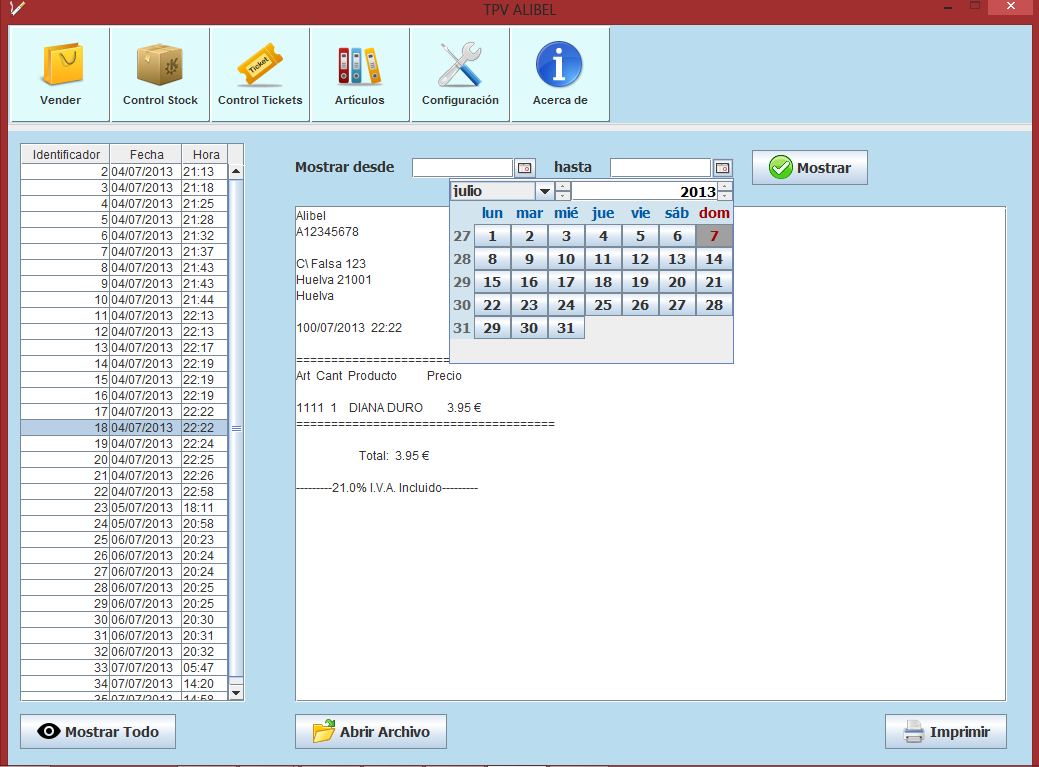 TPV ALIBEL
Vender
Control Stock
Ticket
Control Tickets
Artículos
Configuración
Acerca de
Identificador Fecha Hora
2 04/07/2013 21:13
3 04/07/2013 21:18
4 04/07/2013 21:25
5 04/07/2013 21:28
6 04/07/2013 21:32
7 04/07/2013 21:37
8 04/07/2013 21:43
9 04/07/2013 21:43
10 04/07/2013 21:44
11 04/07/2013 22:13
12 04/07/2013 22:13
13 04/07/2013 22:17
14 04/07/2013 22:19
15 04/07/2013 22:19
16 04/07/2013 22:19
17 04/07/2013 22:22
18 04/07/2013 22:22
19 04/07/2013 22:24
20 04/07/2013 22:25
21 04/07/2013 22:26
22 04/07/2013 22:58
23 05/07/2013 18:11
24 05/07/2013 20:58
25 06/07/2013 20:23
26 06/07/2013 20:24
27 06/07/2013 20:24
28 06/07/2013 20:25
29 06/07/2013 20:25
30 06/07/2013 20:30
31 06/07/2013 20:31
32 06/07/2013 20:32
33 07/07/2013 05:47
34 07/07/2013 14:20
35 07/07/2013 14:58
Mostrar Todo
Mostrar desde hasta Mostrar
julio 2013
lun mar mié jue vie sáb dom
27 1 2 3 4 5 6 7
28 8 9 10 11 12 13 14
29 15 16 17 18 19 20 21
30 22 23 24 25 26 27 28
31 29 30 31
Alibel
A12345678
C\ Falsa 123
Huelva 21001
Huelva
100/07/2013 22:22
======================
Art Cant Producto Precio
1111 1 DIANA DURO 3.95 €
=====================================
Total: 3.95 €
---------21.0% I.V.A. Incluido---------
Abrir Archivo
Imprimir